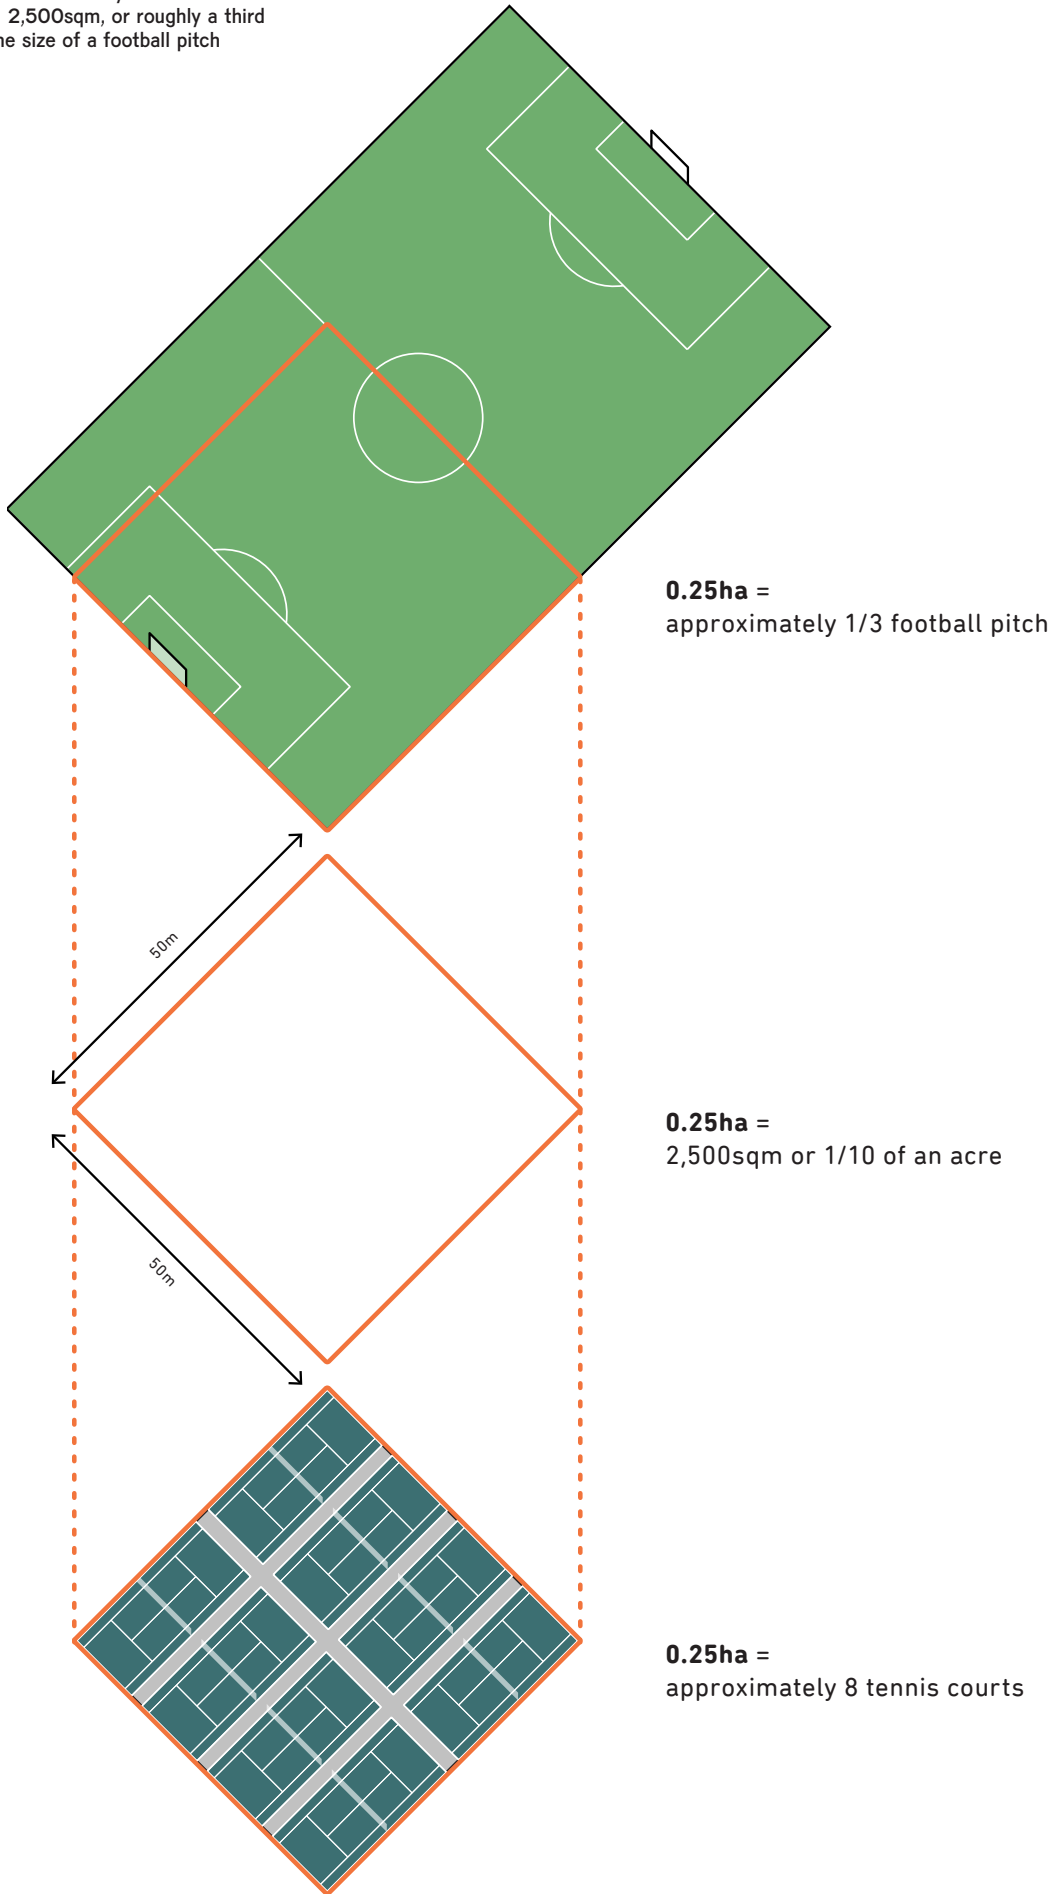 2,500sqm, or roughly a third
size of a football pitch
0.25ha =
approximately 1/3 football pitch
50m
0.25ha =
2,500sqm or 1/10 of an acre
50m
0.25ha =
approximately 8 tennis courts